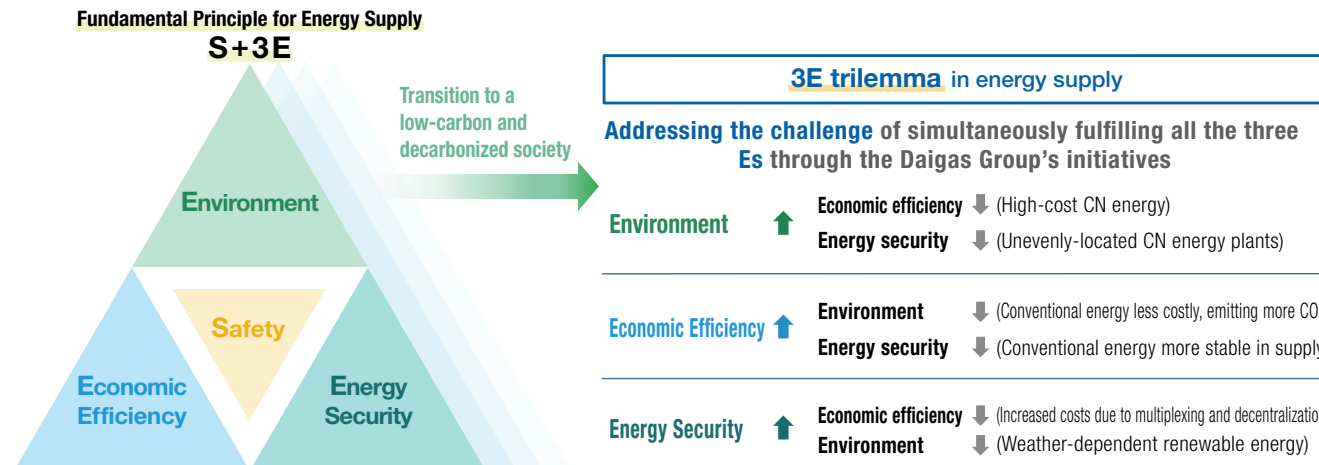 Fundamental Principle for Energy Supply
S+3E
Environment
Safety
Economic
Efficiency
Energy
Security
Transition to a
low-carbon and
decarbonized society
3E trilemma in energy supply
Addressing the challenge of simultaneously fulfilling all the three
Es through the Daigas Group's initiatives
Environment
Economic efficiency (High-cost CN energy)
Energy security (Unevenly-located CN energy plants)
Economic Efficiency
Environment (Conventional energy less costly, emitting more CO
Energy security (Conventional energy more stable in supply
Energy Security
Economic efficiency (Increased costs due to multiplexing and
Environment (Weather-dependent renewable energy)